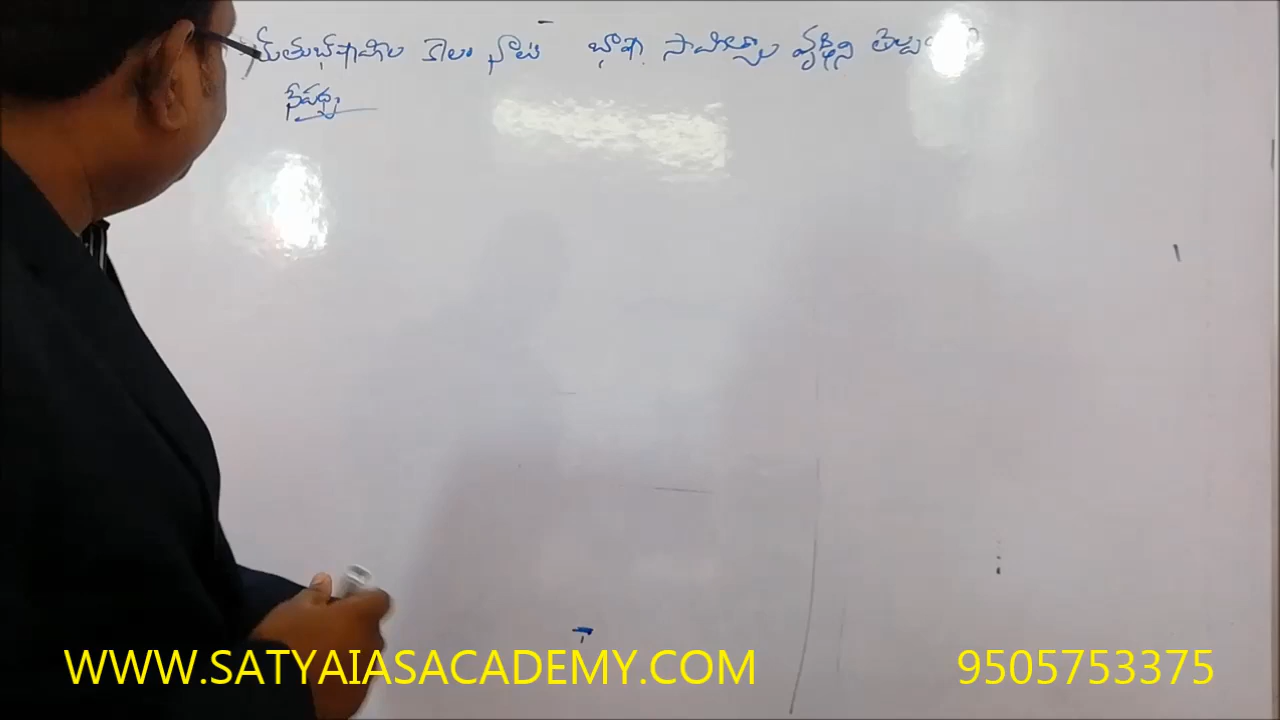 కుతుబ్‌షాహీల కాలం నాటి భాషా సాహిత్యాల వృద్ధిని
నేపథ్యం
WWW.SATYAIASACADEMY.COM 9505753375